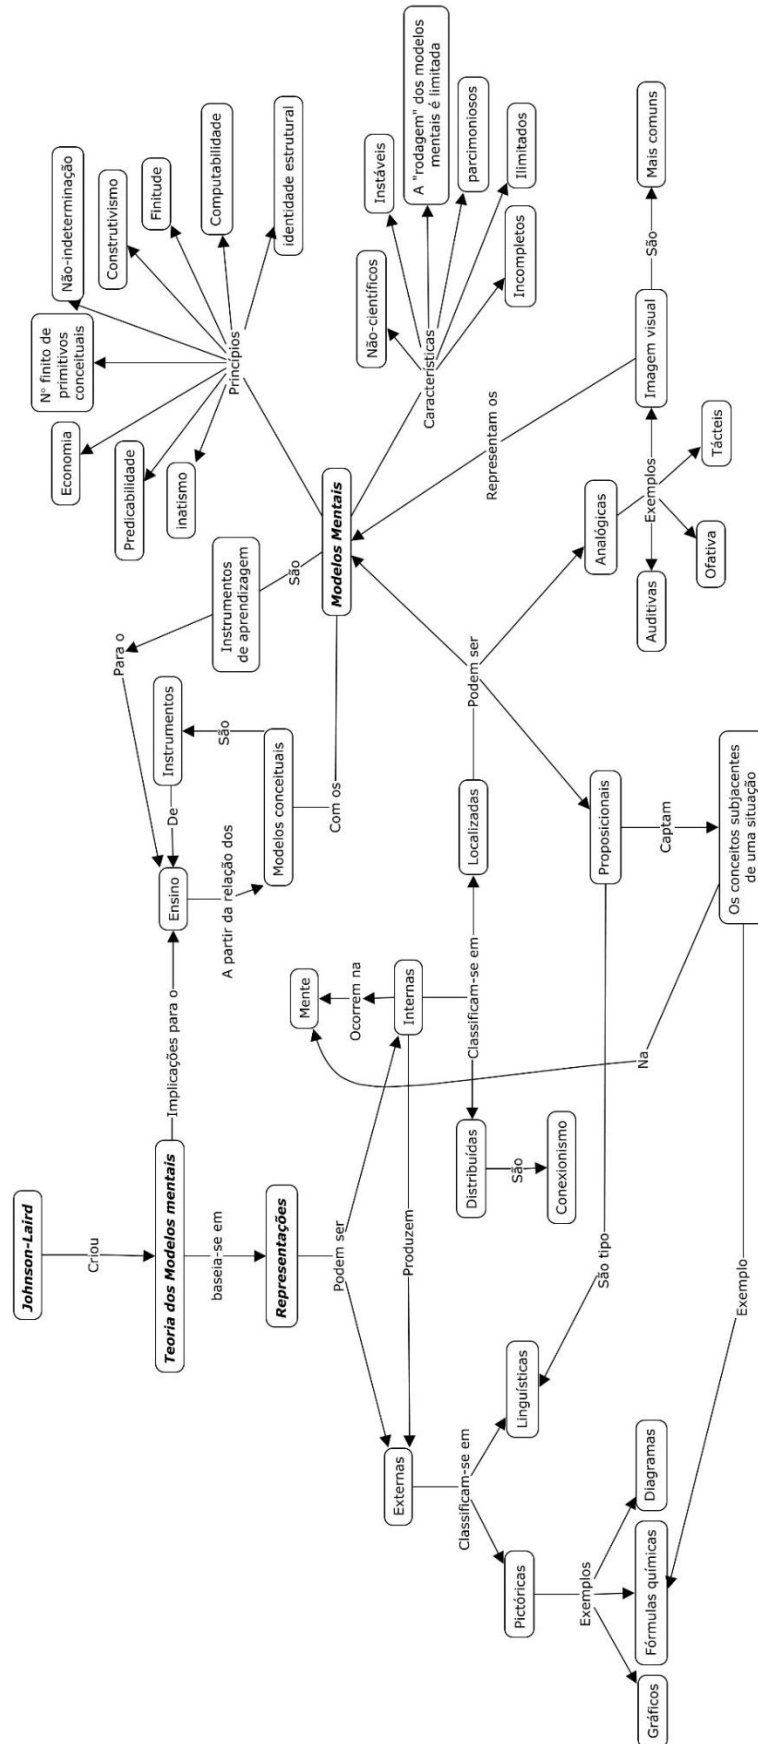 Johnson-Laird
Criou
Teoria dos Modelos mentais
Implicações para o
Ensino
De
Instrumentos
São
A partir da relação dos
Modelos conceituais
Com os
Para o
Instrumentos
de aprendizagem
São
Modelos Mentais
Princípios
inatismo
Predicabilidade
Economia
N° finito de
primitivos
conceituais
Não-indeterminação
Construtivismo
Finitude
Computabilidade
identidade estrutural
Características
Não-científicos
Instáveis
A "rodagem" dos modelos
mentais é limitada
parcimoniosos
Ilimitados
Incompletos
baseia-se em
Representações
Podem ser
Externas
Produzem
Internas
Ocorrem na
Mente
Classificam-se em
Pictóricas
Linguísticas
Exemplos
Gráficos
Fórmulas químicas
Diagramas
Classificam-se em
Distribuídas
São
Conexionismo
Localizadas
Podem ser
Proposicionais
São tipo
Captam
Os conceitos subjacentes
de uma situação
Na
Exemplo
Analógicas
Exemplos
Auditivas
Ofativa
Tácteis
Imagem visual
São
Mais comuns
Representam os